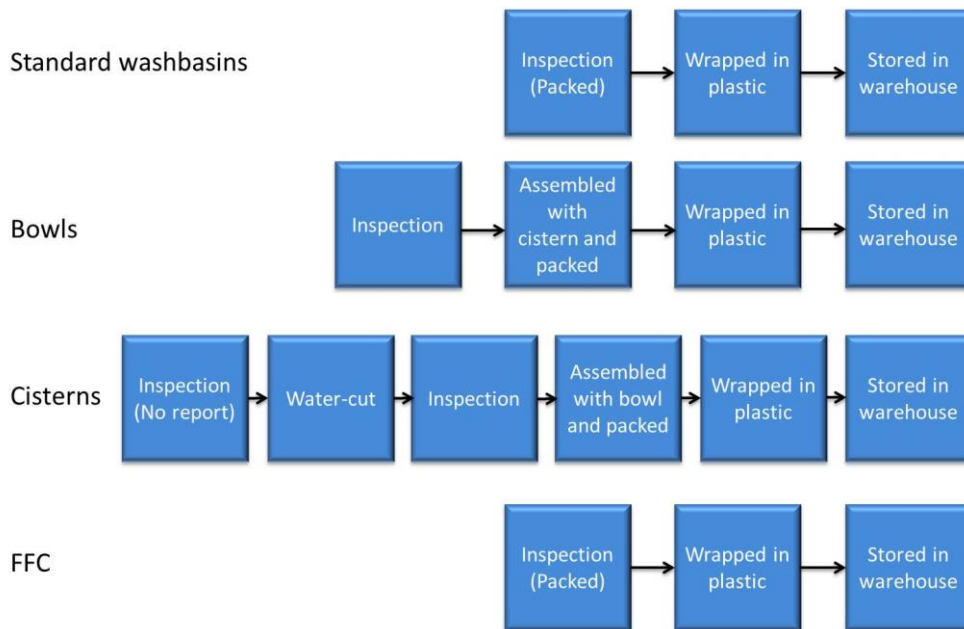 Standard washbasins
Inspection
(Packed)
Wrapped in
plastic
Stored in
warehouse
Bowls
Inspection
Assembled
with
cistern and
packed
Wrapped in
plastic
Stored in
warehouse
Cisterns
Inspection
(No report)
Water-cut
Inspection
Assembled
with bowl
and packed
Wrapped in
plastic
Stored in
warehouse
FFC
Inspection
(Packed)
Wrapped in
plastic
Stored in
warehouse